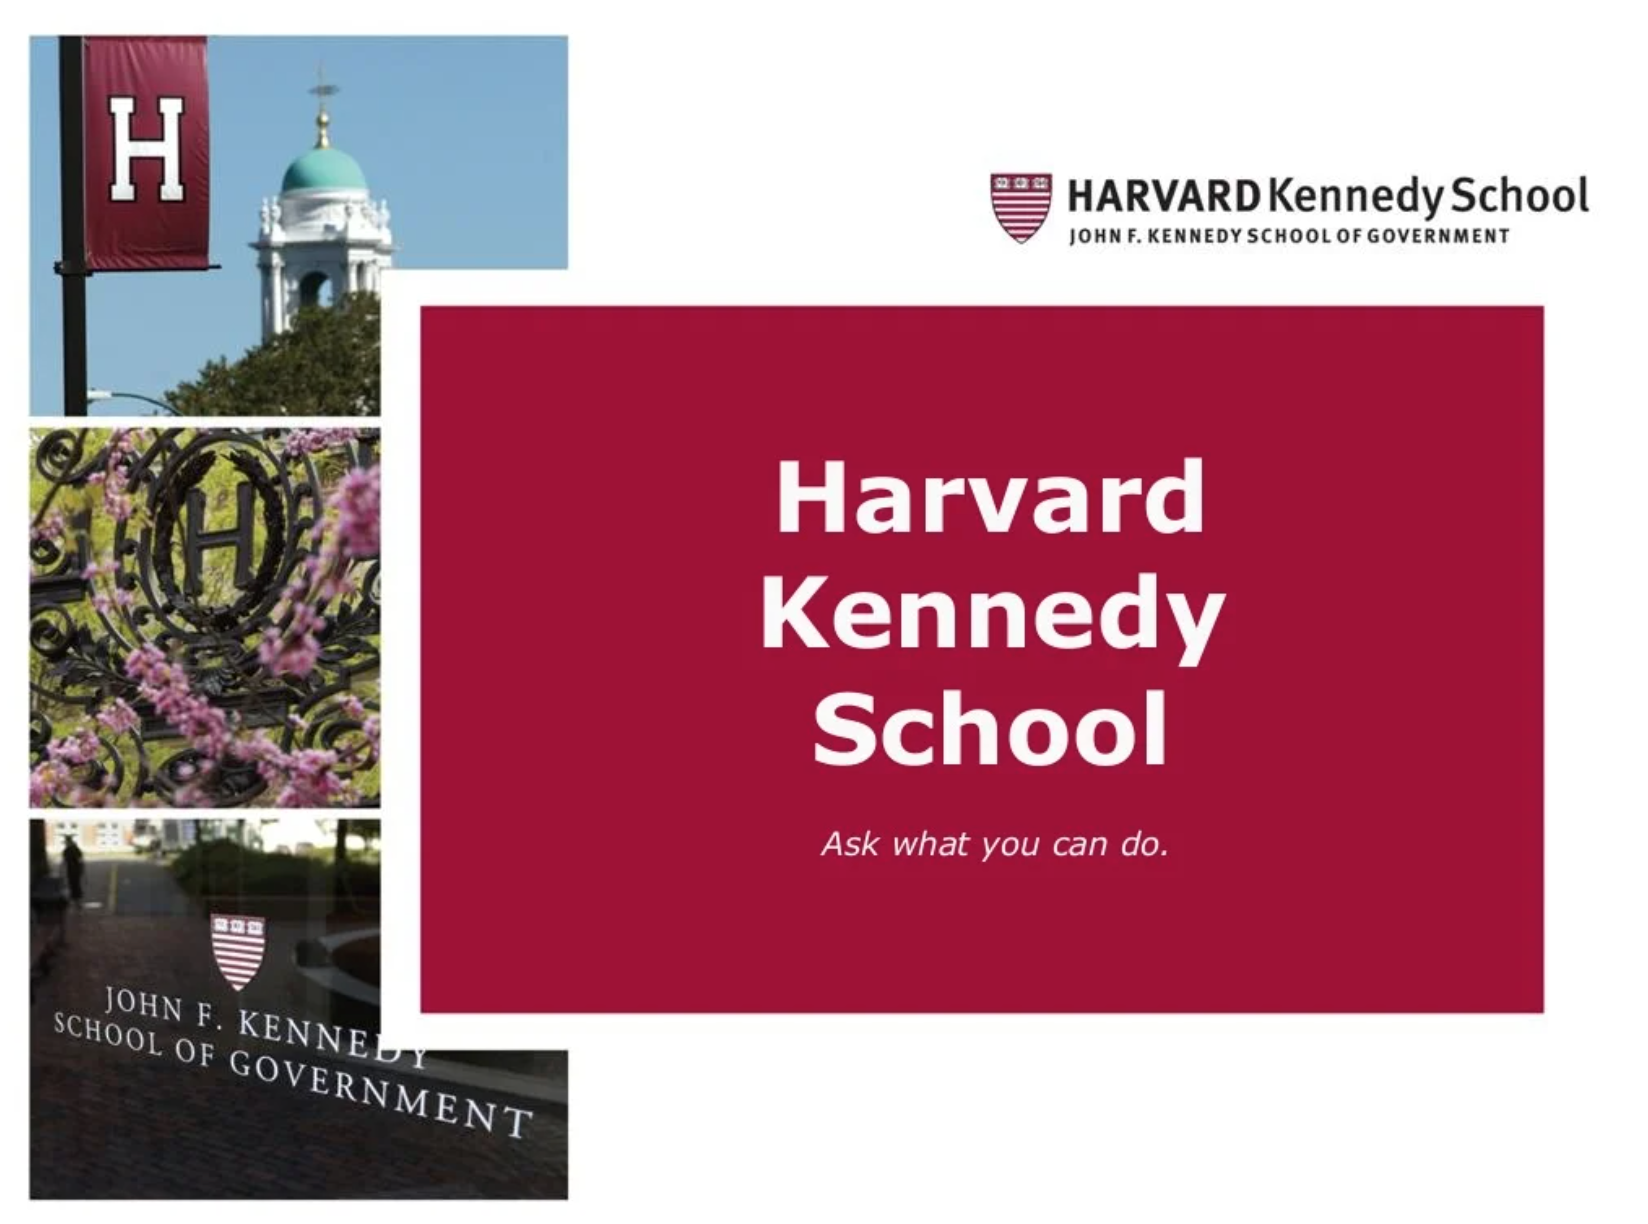 H
HARVARD Kennedy School
JOHN F. KENNEDY SCHOOL OF GOVERNMENT
H
Harvard
Kennedy
School
Ask what you can do.
JOHN F. KENNEDY
SCHOOL OF GOVERNMENT